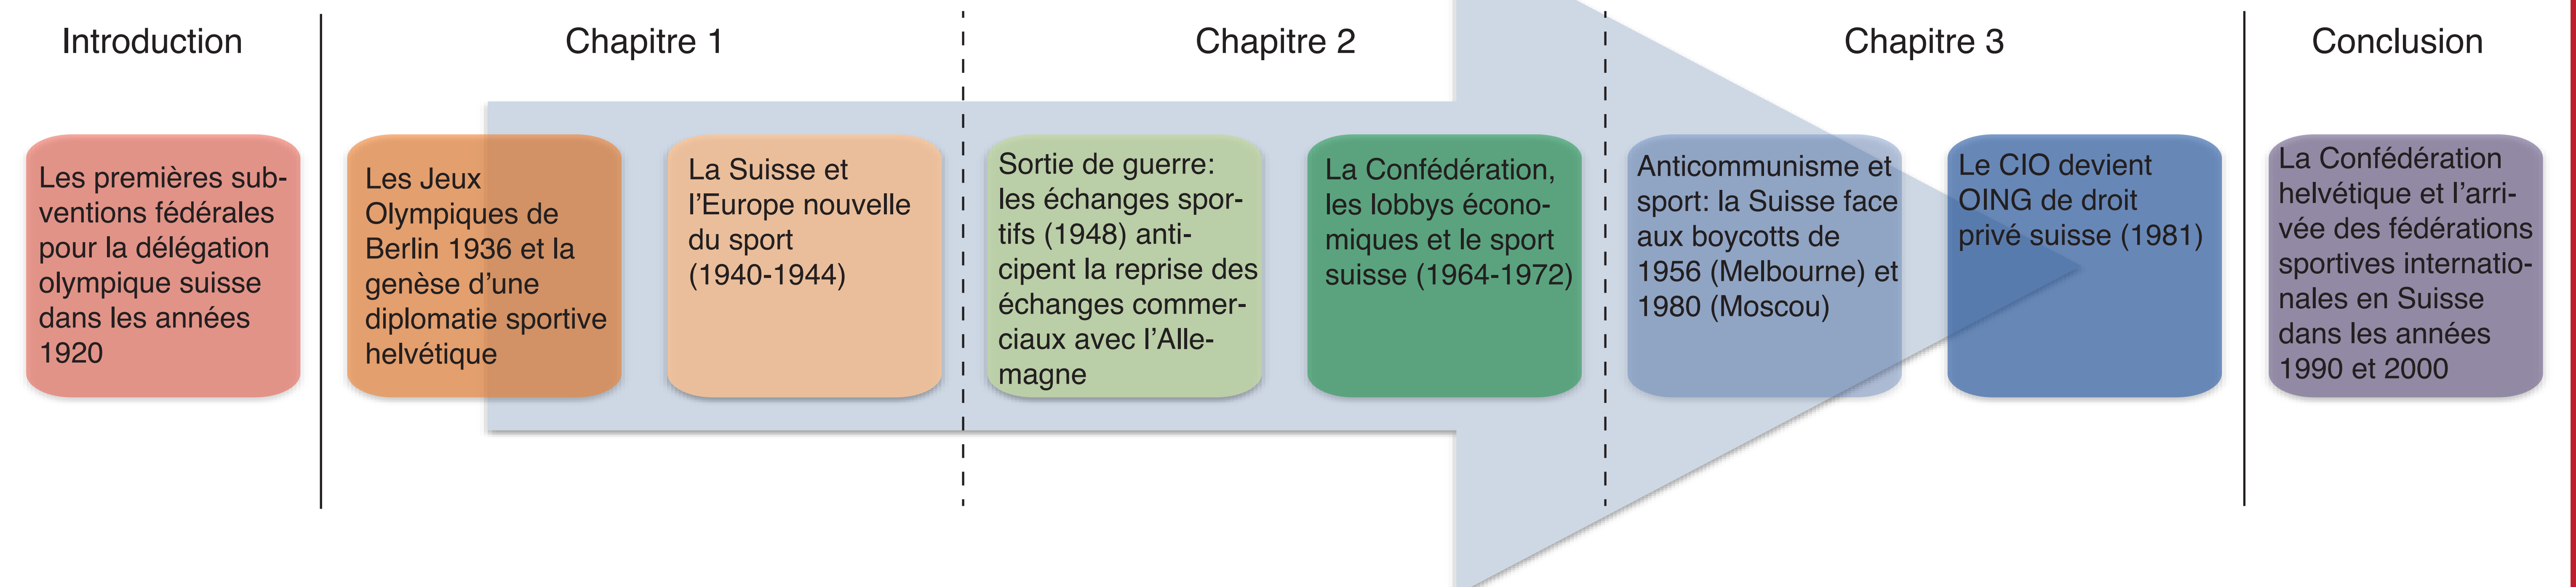 Introduction
Les premières sub-
ventions fédérales
pour la délégation
olympique suisse
dans les années
1920
Chapitre 1
Les Jeux
Olympiques de
Berlin 1936 et la
genèse d'une
diplomatie sportive
helvétique
La Suisse et
l'Europe nouvelle
du sport
(1940-1944)
Chapitre 2
Sortie de guerre:
les échanges spor-
tifs (1948) anti-
cipent la reprise des
échanges commer-
ciaux avec l'Alle-
magne
La Confédération,
les lobbys écono-
miques et le sport
suisse (1964-1972)
Chapitre 3
Anticommunisme et
sport: la Suisse face
aux boycotts de
1956 (Melbourne) et
1980 (Moscou)
Le CIO devient
OING de droit
privé suisse (1981)
Conclusion
La Confédération
helvétique et l'arri-
vée des fédérations
sportives internatio-
nales en Suisse
dans les années
1990 et 2000